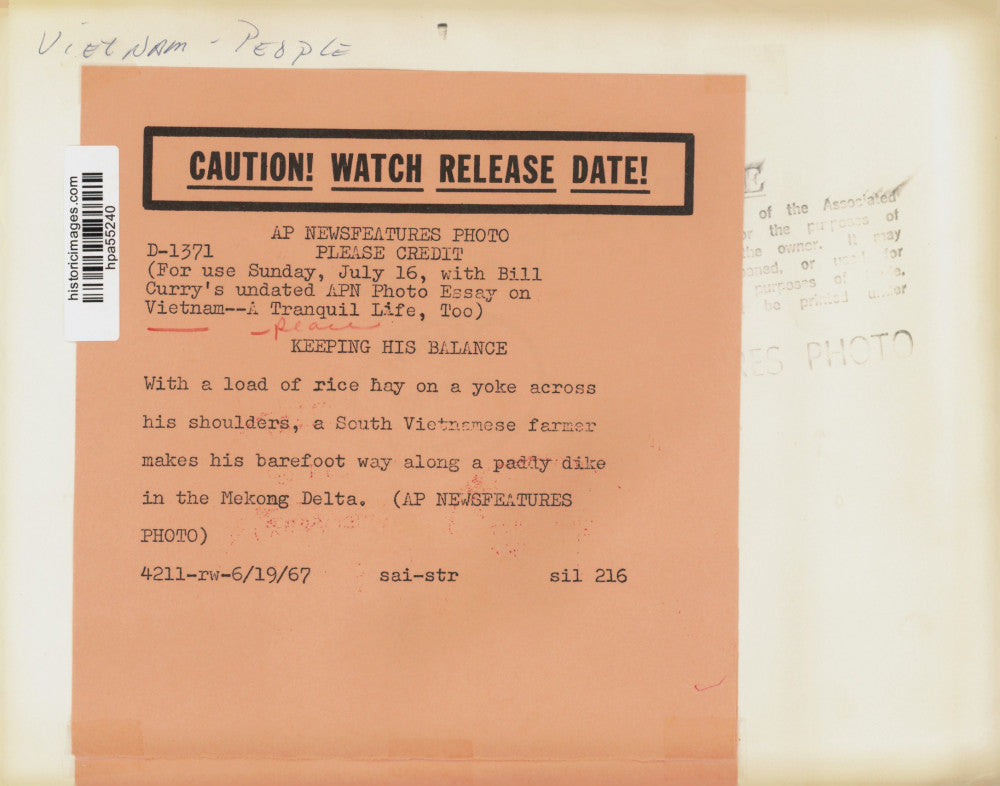 VIETNAM - PEOPLE
CAUTION! WATCH RELEASE DATE!
historicimages.com
hpa55240
AP NEWSFEATURES PHOTO
D-1371 PLEASE CREDIT
(For use Sunday, July 16, with Bill
Curry's undated APN Photo Essay on
Vietnam--A Tranquil Life, Too)
KEEPING HIS BALANCE
With a load of rice hay on a yoke across
his shoulders, a South Vietnamese farmer
makes his barefoot way along a paddy dike
in the Mekong Delta. (AP NEWSFEATURES
PHOTO)
4211-rw-6/19/67 sai-str sil 216
of the Associated
the purposes of
the owner. It may
or used for
purposes of
be printed under
PHOTO